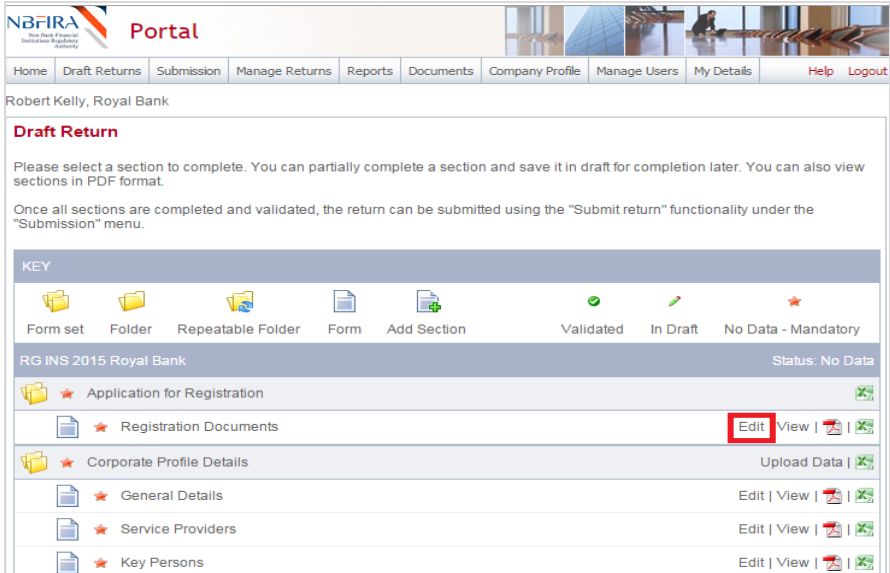 NBFIRA
Non-Bank Financial
Institutions Regulatory
Authority
Portal
Home Draft Returns Submission Manage Returns Reports Documents Company Profile Manage Users My Details Help Logout
Robert Kelly, Royal Bank
Draft Return
Please select a section to complete. You can partially complete a section and save it in draft for completion later. You can also view
sections in PDF format.
Once all sections are completed and validated, the return can be submitted using the "Submit return" functionality under the
"Submission" menu.
KEY
Form set Folder Repeatable Folder Form Add Section Validated In Draft No Data - Mandatory
RG INS 2015 Royal Bank Status: No Data
Application for Registration
Registration Documents Edit View | |
Corporate Profile Details Upload Data |
General Details Edit | View | |
Service Providers Edit | View | |
Key Persons Edit | View | |